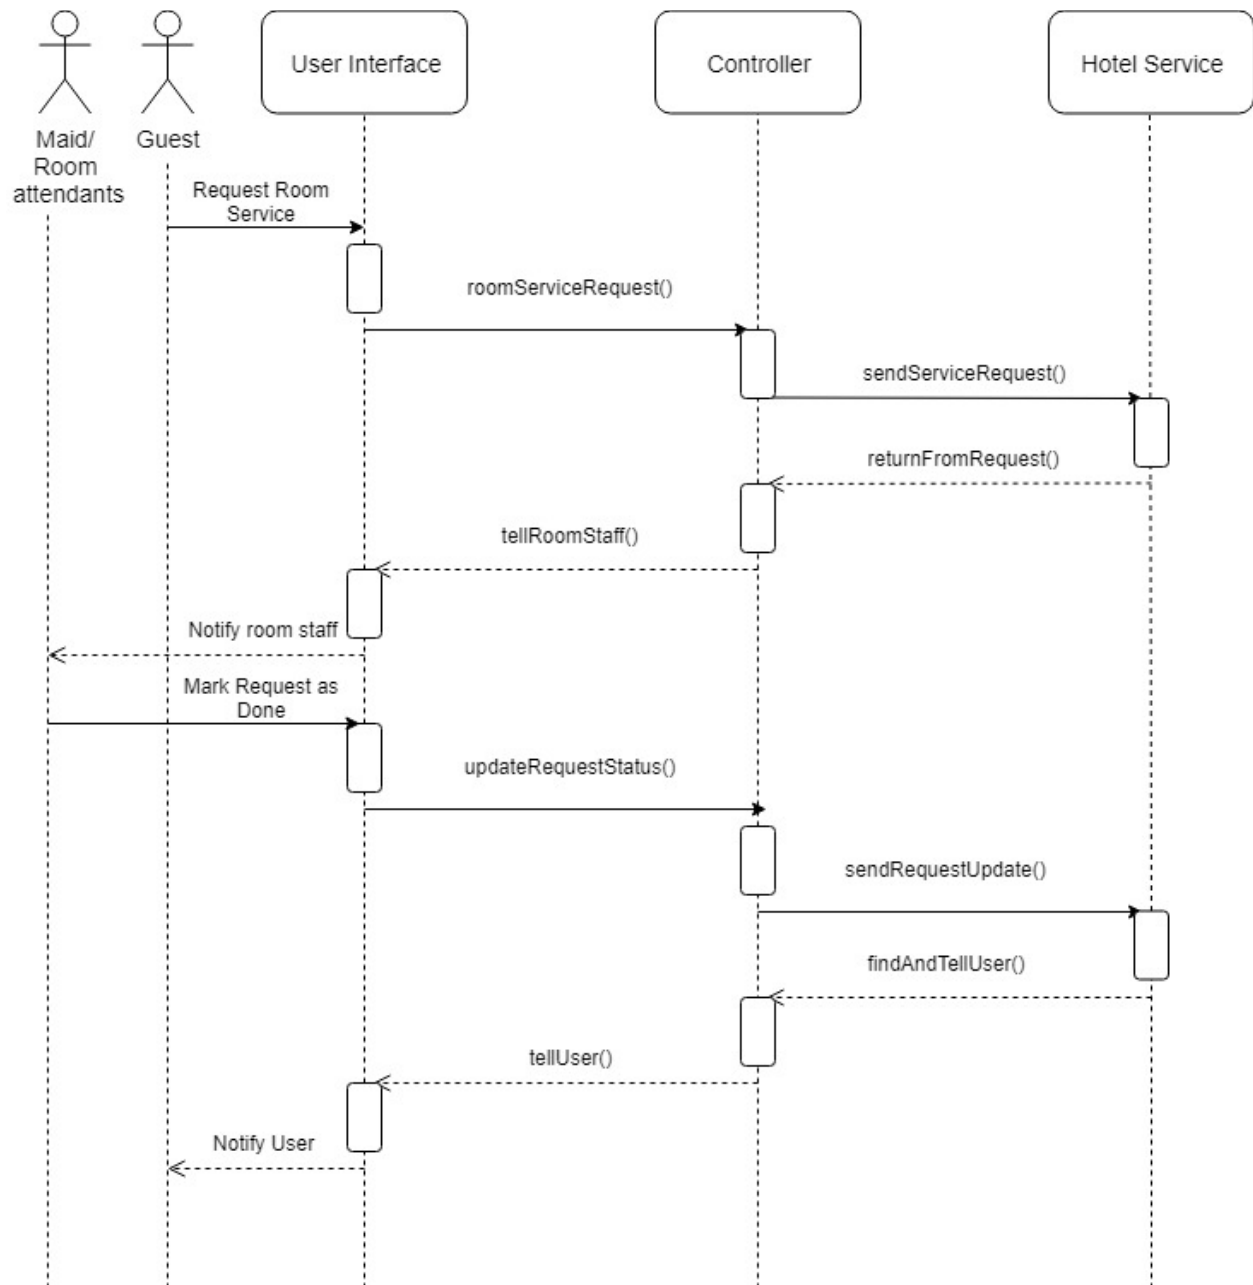 User Interface
Controller
Hotel Service
Maid/
Room
attendants
Guest
Request Room
Service
roomServiceRequest()
sendServiceRequest()
returnFromRequest()
tellRoomStaff()
Notify room staff
Mark Request as
Done
updateRequestStatus()
sendRequestUpdate()
findAndTellUser()
tellUser()
Notify User